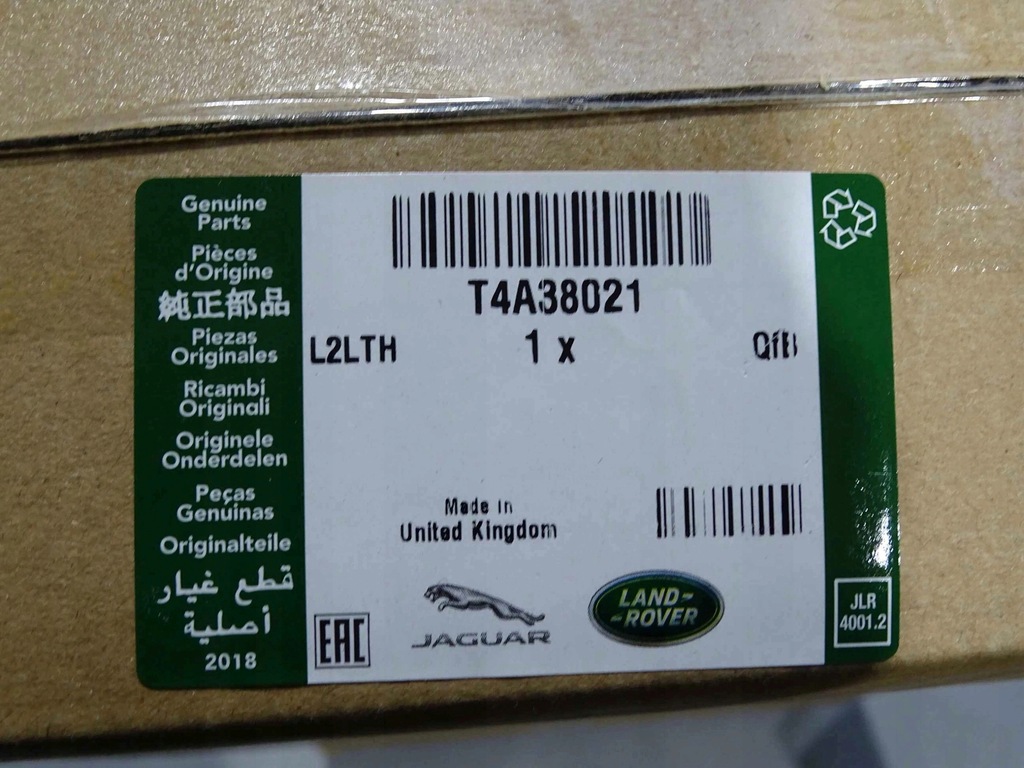 Genuine
Parts
Pièces
d'Origine
純正部品
Piezas
Originales
Ricambi
Originali
Originele
Onderdelen
Peças
Genuínas
Originalteile
قطع غيار
أصلية
2018
T4A38021
L2LTH 1 x
Made in
United Kingdom
EAC
JAGUAR
LAND-
-ROVER
JLR
4001.2